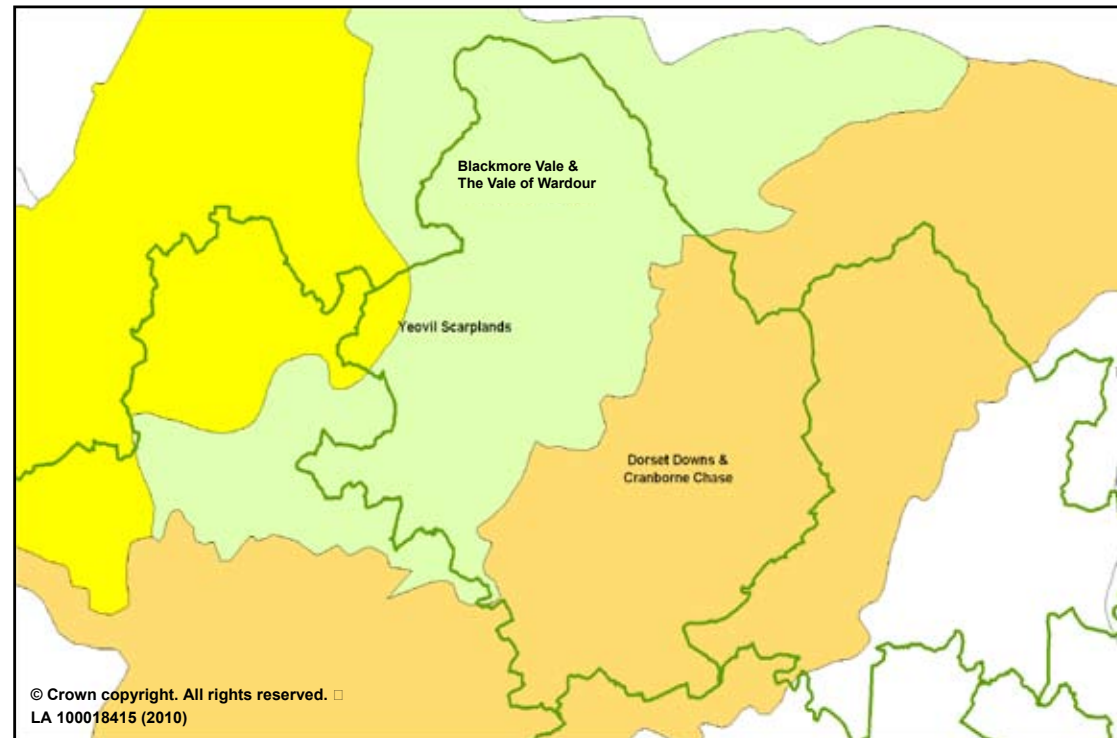 Blackmore Vale &
The Vale of Wardour
Yeovil Scarplands
Dorset Downs &
Cranborne Chase
© Crown copyright. All rights reserved. □
LA 100018415 (2010)